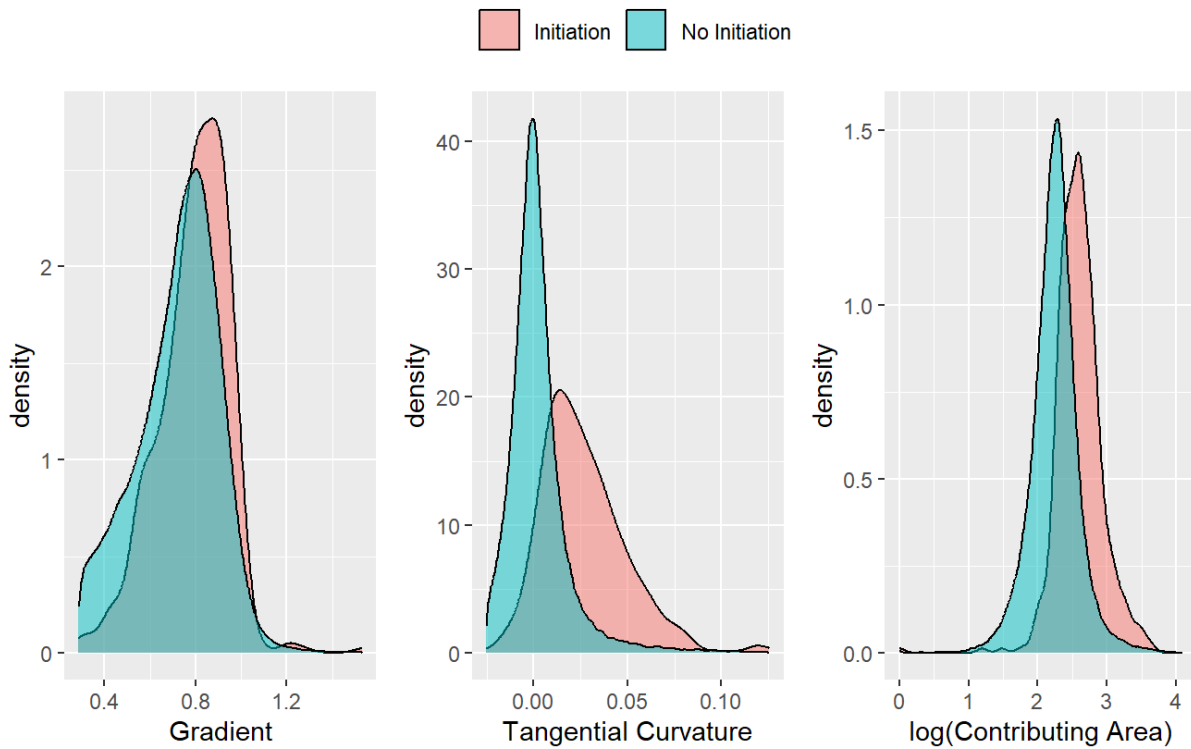 Initiation No Initiation
density
2
1
0
0.4 0.8 1.2
Gradient
density
40
30
20
10
0
0.00 0.05 0.10
Tangential Curvature
density
1.5
1.0
0.5
0.0
0 1 2 3 4
log(Contributing Area)